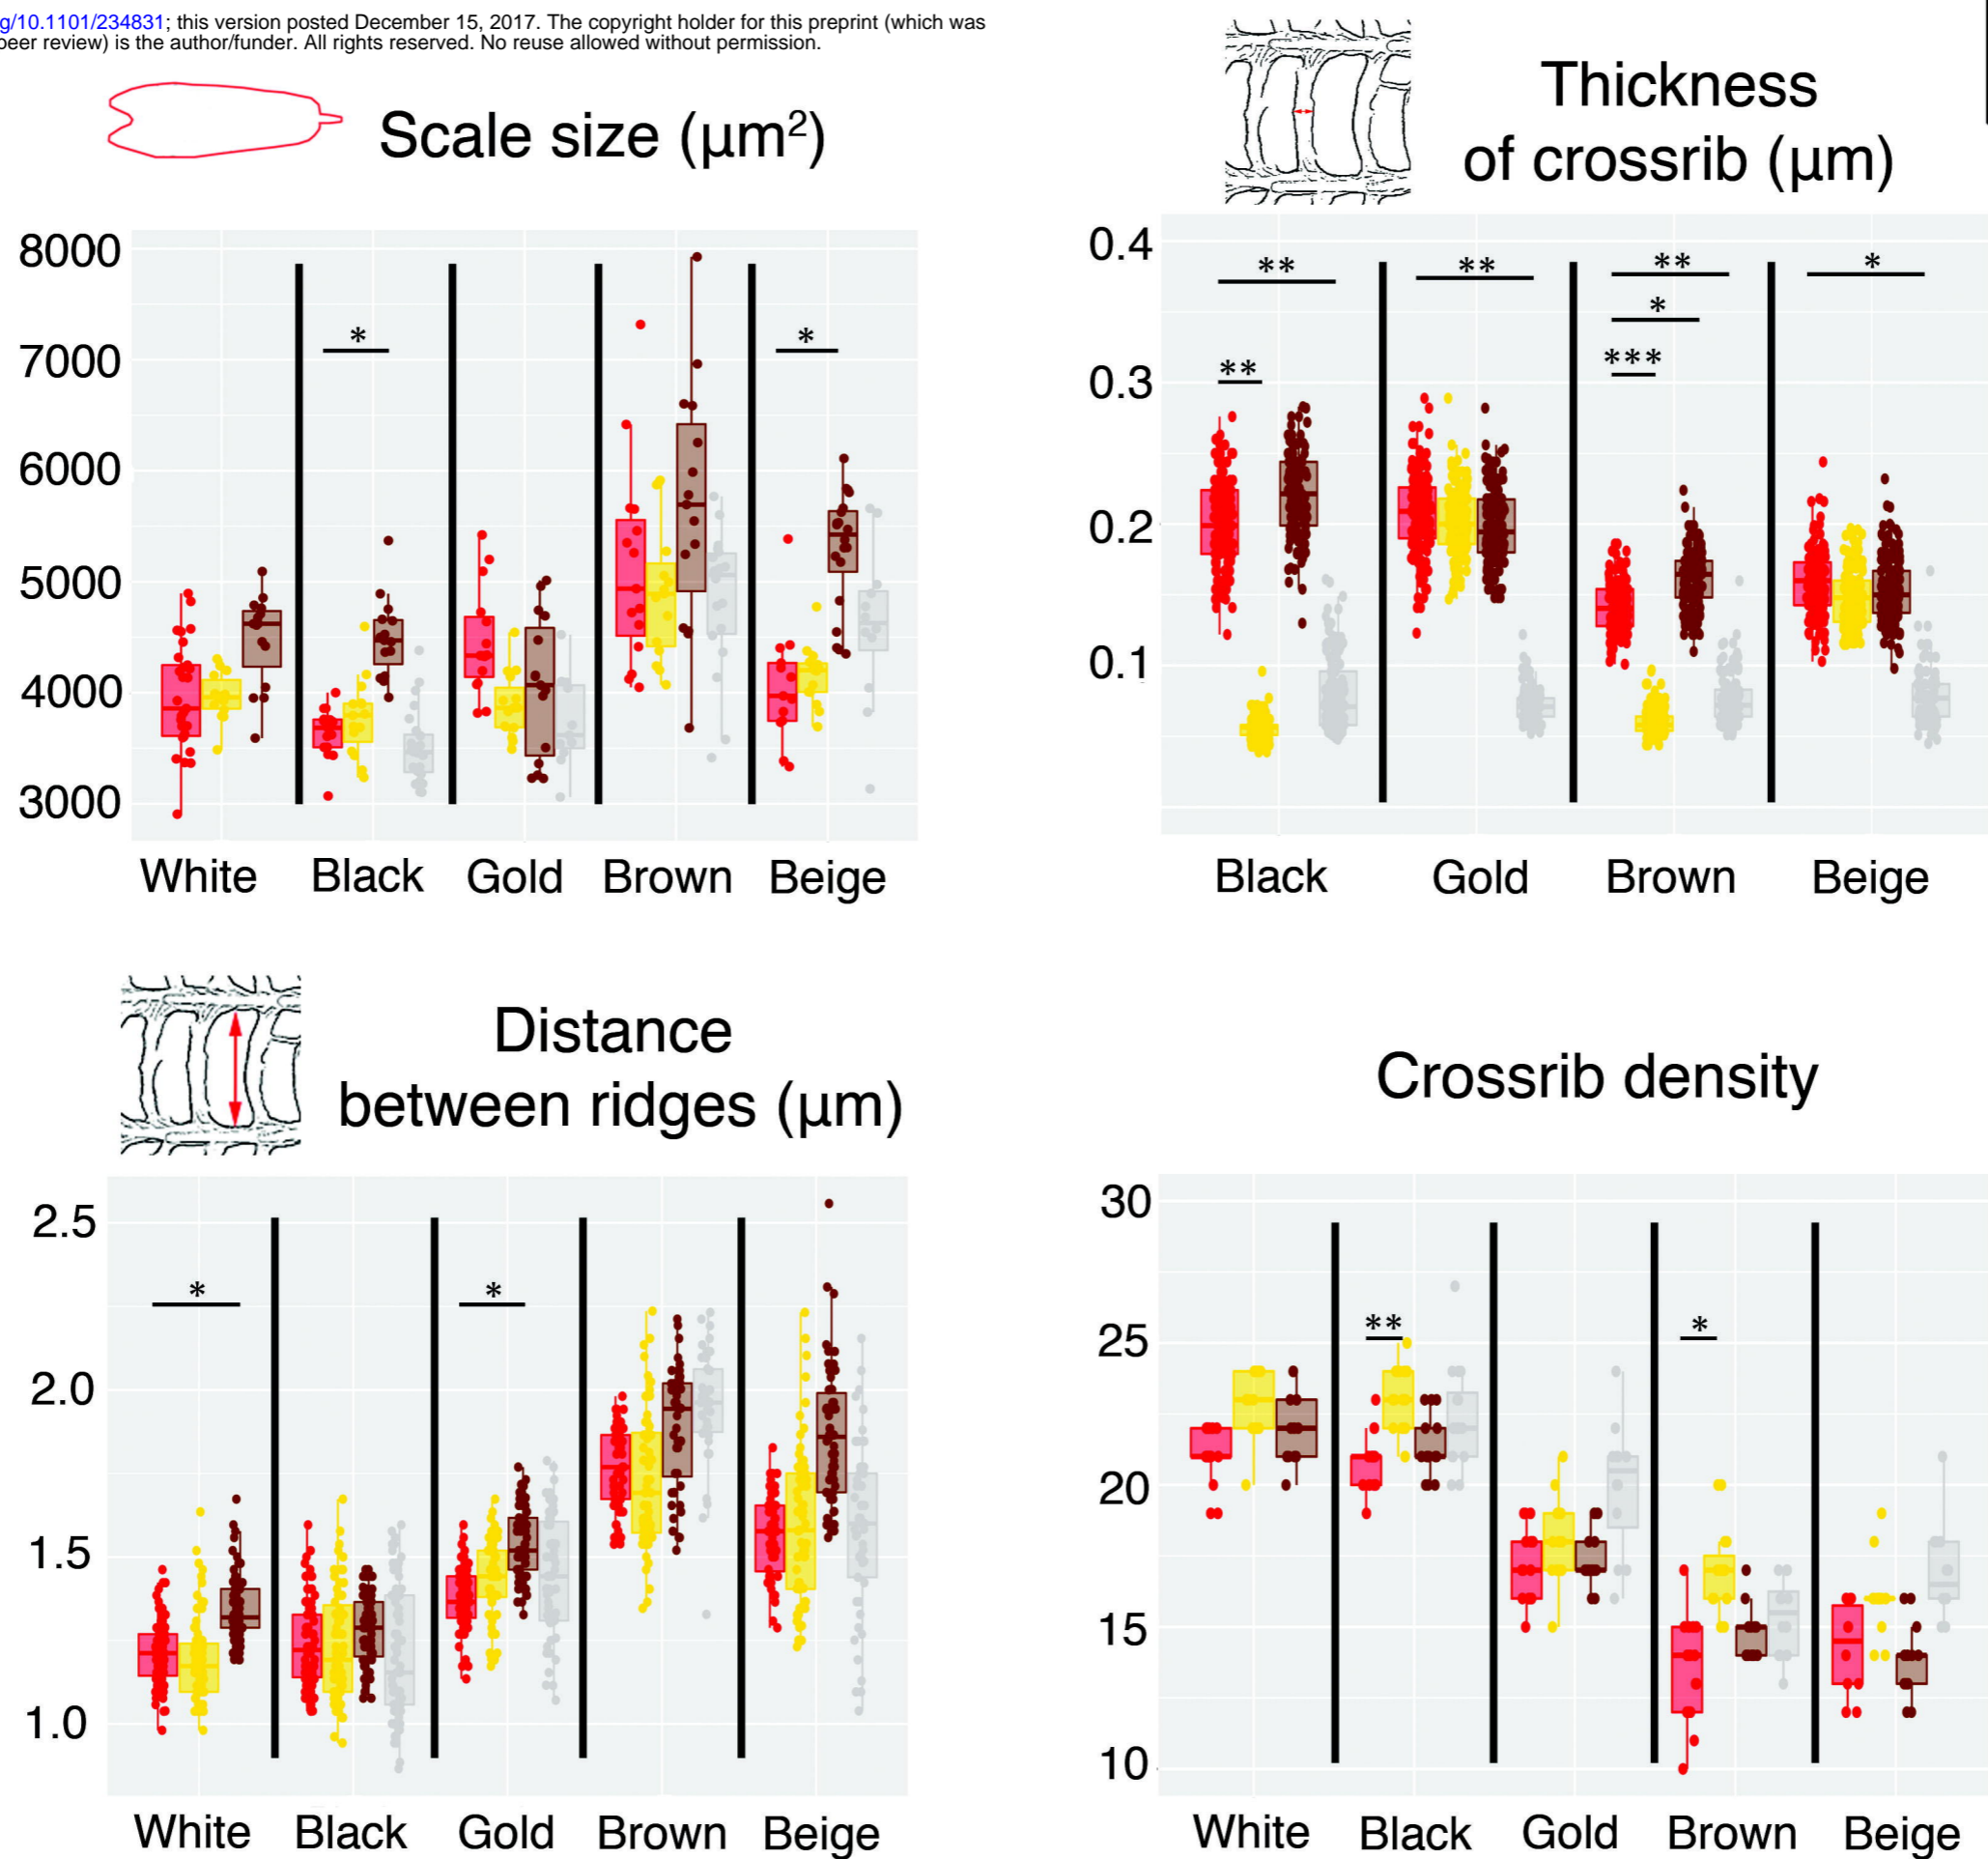 g/10.1101/234831; this version posted December 15, 2017. The copyright holder for this preprint (which was
peer review) is the author/funder. All rights reserved. No reuse allowed without permission.
Scale size (µm²)
8000
7000
6000
5000
4000
3000
*
*
White Black Gold Brown Beige
Thickness
of crossrib (µm)
0.4
0.3
0.2
0.1
** ** ** *
*
** ***
Black Gold Brown Beige
Distance
between ridges (µm)
2.5
2.0
1.5
1.0
* *
White Black Gold Brown Beige
Crossrib density
30
25
20
15
10
** *
White Black Gold Brown Beige